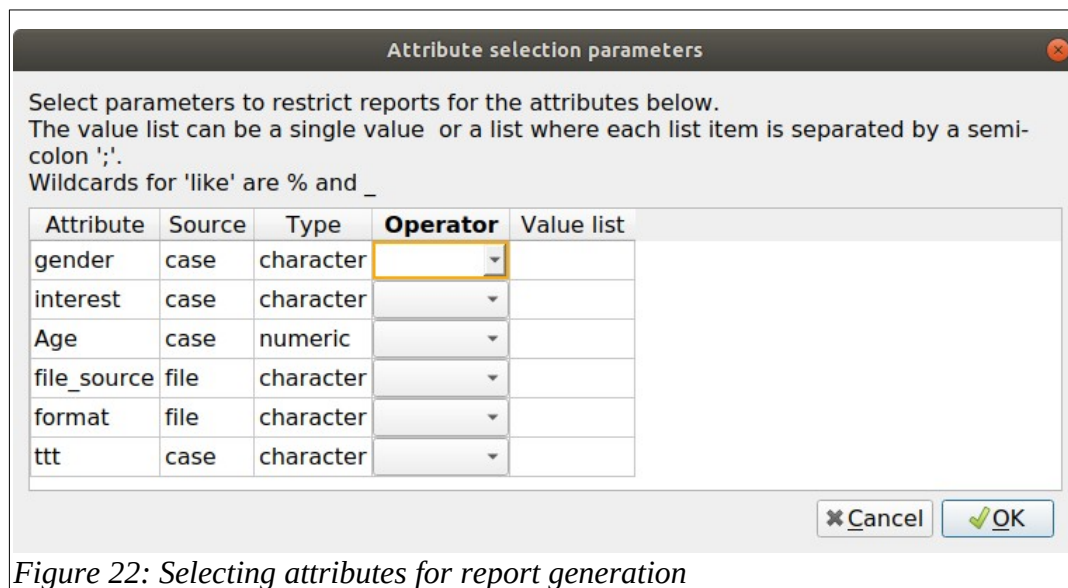 Attribute selection parameters
Select parameters to restrict reports for the attributes below.
The value list can be a single value  or a list where each list item is separated by a semi-
colon ';'.
Wildcards for 'like' are % and _
Attribute Source Type Operator Value list
gender case character
interest case character
Age case numeric
file_source file character
format file character
ttt case character
Cancel OK
Figure 22: Selecting attributes for report generation